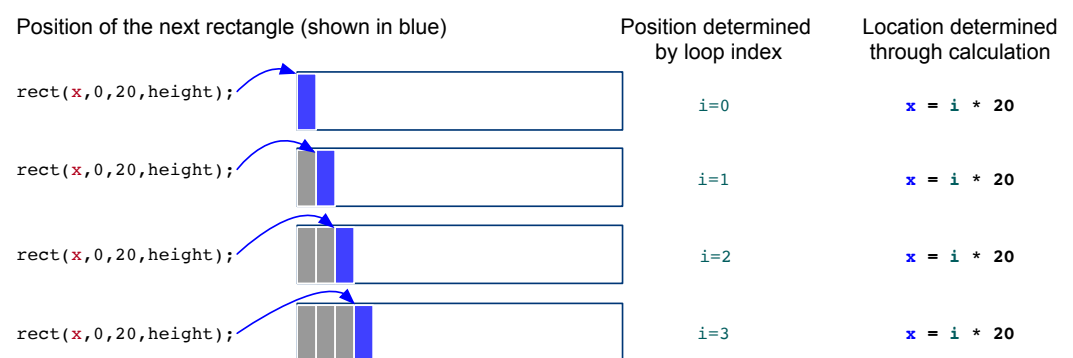 Position of the next rectangle (shown in blue)
Position determined
by loop index
Location determined
through calculation
rect(x,0,20,height);
i=0
x = i * 20
rect(x,0,20,height);
i=1
x = i * 20
rect(x,0,20,height);
i=2
x = i * 20
rect(x,0,20,height);
i=3
x = i * 20